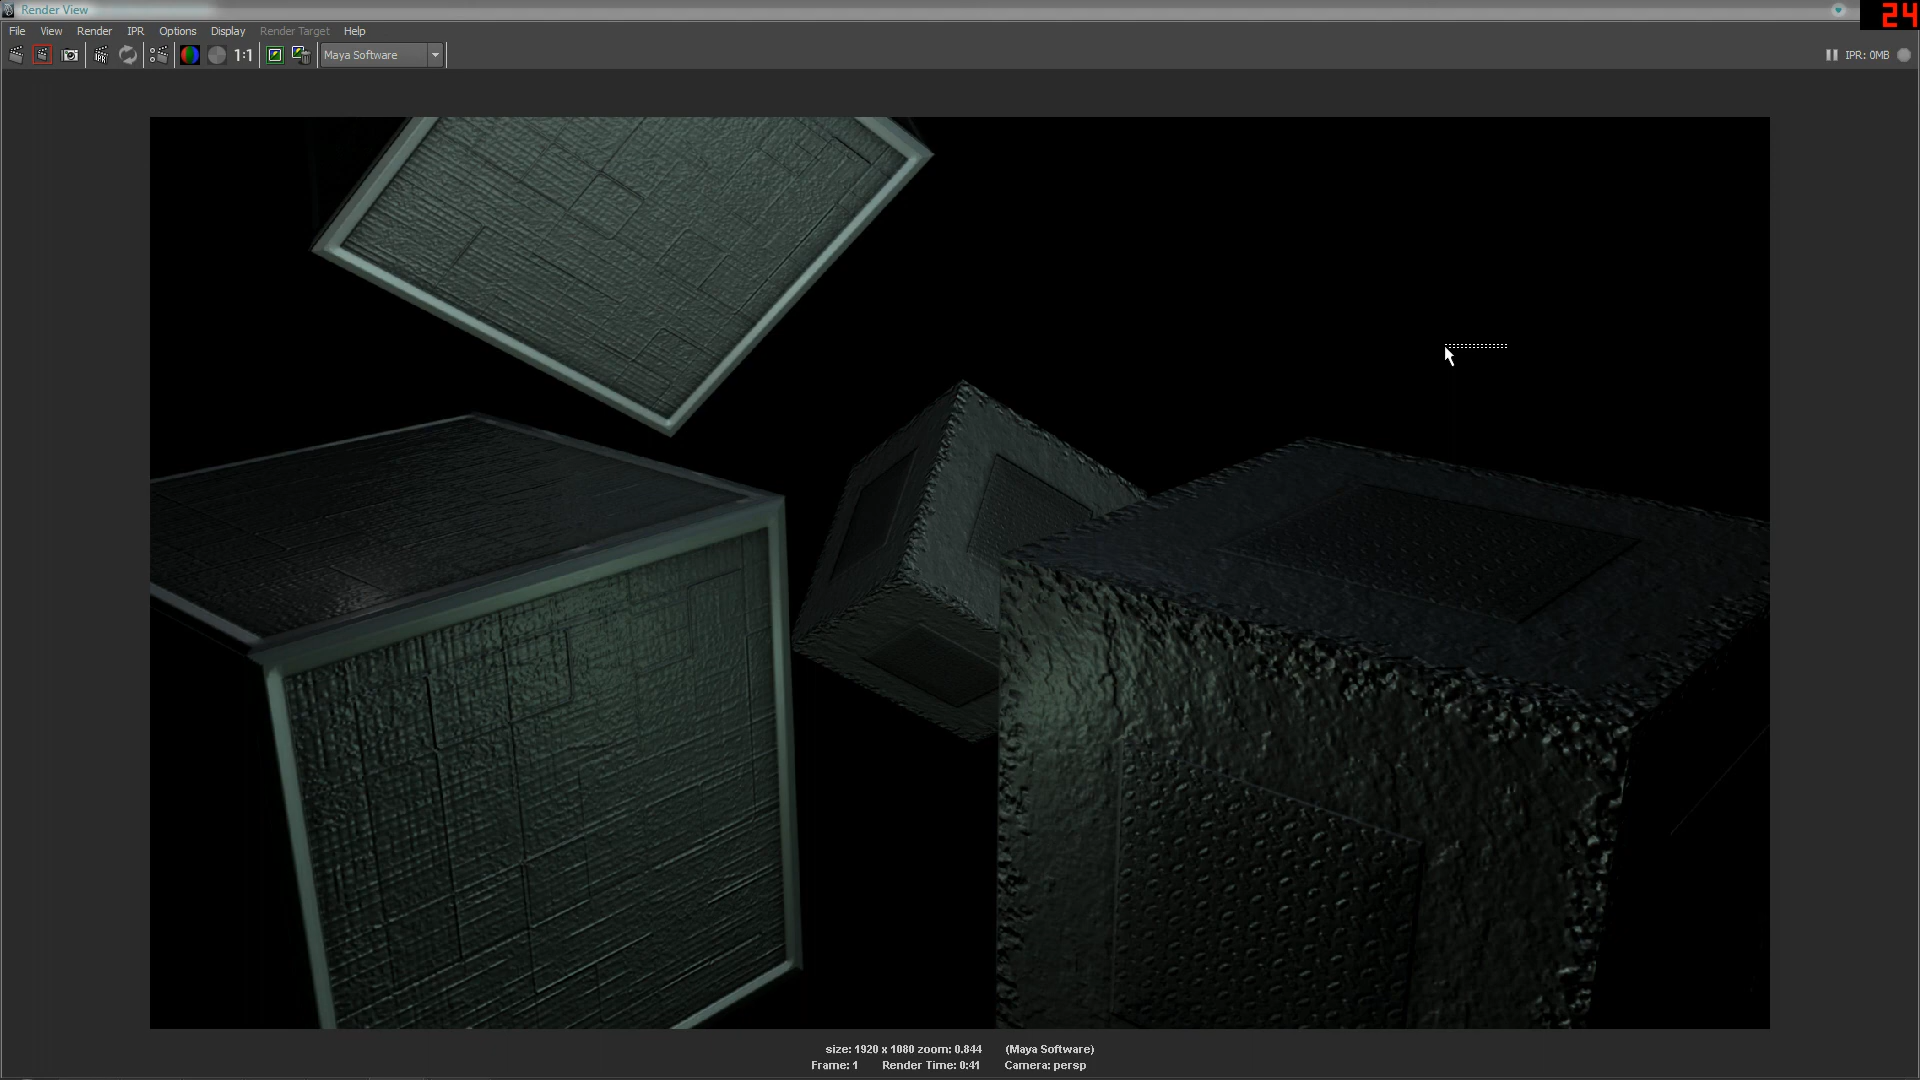 Render View
24
File View Render IPR Options Display Render Target Help
IPR 1:1 Maya Software IPR: 0MB
size: 1920 x 1080 zoom: 0.844 (Maya Software)
Frame: 1 Render Time: 0:41 Camera: persp